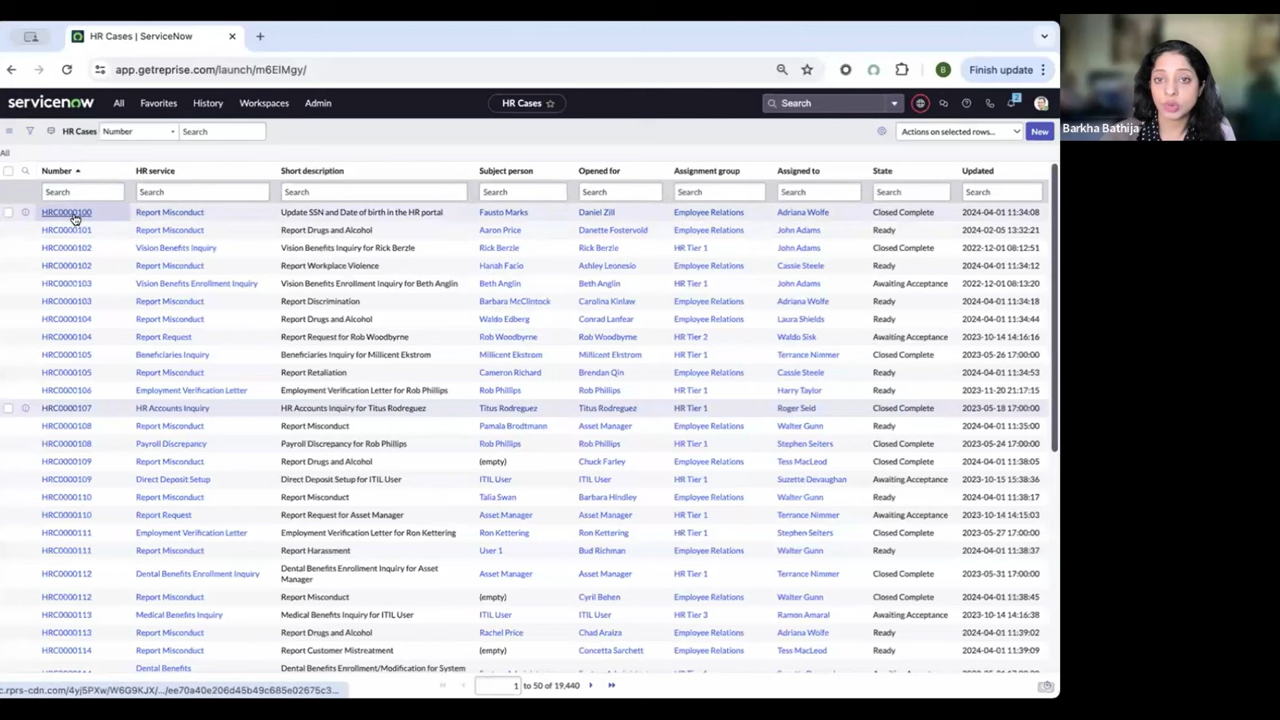 HR Cases | ServiceNow
app.getreprise.com/launch/m6EIMgy/
Finish update
B
servicenow All Favorites History Workspaces Admin HR Cases Search 2
HR Cases Number Search Actions on selected rows... New
Barkha Bathija
All
Number HR service Short description Subject person Opened for Assignment group Assigned to State Updated
Search Search Search Search Search Search Search Search Search
HRC0000100 Report Misconduct Update SSN and Date of birth in the HR portal Fausto Marks Daniel Zill Employee Relations Adriana Wolfe Closed Complete 2024-04-01 11:34:08
HRC0000101 Report Misconduct Report Drugs and Alcohol Aaron Price Danette Fostervold Employee Relations John Adams Ready 2024-02-05 13:32:21
HRC0000102 Vision Benefits Inquiry Vision Benefits Inquiry for Rick Berzle Rick Berzle Rick Berzle HR Tier 1 John Adams Closed Complete 2022-12-01 08:12:51
HRC0000102 Report Misconduct Report Workplace Violence Hanah Facio Ashley Leonesio Employee Relations Cassie Steele Ready 2024-04-01 11:34:12
HRC0000103 Vision Benefits Enrollment Inquiry Vision Benefits Enrollment Inquiry for Beth Anglin Beth Anglin Beth Anglin HR Tier 1 John Adams Awaiting Acceptance 2022-12-01 08:13:20
HRC0000103 Report Misconduct Report Discrimination Barbara McClintock Carolina Kinlaw Employee Relations Adriana Wolfe Ready 2024-04-01 11:34:18
HRC0000104 Report Misconduct Report Drugs and Alcohol Waldo Edberg Conrad Lanfear Employee Relations Laura Shields Ready 2024-04-01 11:34:44
HRC0000104 Report Request Report Request for Rob Woodbyrne Rob Woodbyrne Rob Woodbyrne HR Tier 2 Waldo Sisk Awaiting Acceptance 2023-10-14 14:16:16
HRC0000105 Beneficiaries Inquiry Beneficiaries Inquiry for Millicent Ekstrom Millicent Ekstrom Millicent Ekstrom HR Tier 1 Terrance Nimmer Closed Complete 2023-05-26 17:00:00
HRC0000105 Report Misconduct Report Retaliation Cameron Richard Brendan Qin Employee Relations Cassie Steele Ready 2024-04-01 11:34:53
HRC0000106 Employment Verification Letter Employment Verification Letter for Rob Phillips Rob Phillips Rob Phillips HR Tier 1 Harry Taylor Ready 2023-11-20 21:17:15
HRC0000107 HR Accounts Inquiry HR Accounts Inquiry for Titus Rodreguez Titus Rodreguez Titus Rodreguez HR Tier 1 Roger Seid Closed Complete 2023-05-18 17:00:00
HRC0000108 Report Misconduct Report Misconduct Pamala Brodtmann Asset Manager Employee Relations Walter Gunn Ready 2024-04-01 11:35:00
HRC0000108 Payroll Discrepancy Payroll Discrepancy for Rob Phillips Rob Phillips Rob Phillips HR Tier 1 Stephen Seiters Closed Complete 2023-05-24 17:00:00
HRC0000109 Report Misconduct Report Drugs and Alcohol (empty) Chuck Farley Employee Relations Tess MacLeod Closed Complete 2024-04-01 11:38:05
HRC0000109 Direct Deposit Setup Direct Deposit Setup for ITIL User ITIL User ITIL User HR Tier 1 Suzette Devaughan Awaiting Acceptance 2023-10-15 15:38:36
HRC0000110 Report Misconduct Report Misconduct Talia Swan Barbara Hindley Employee Relations Walter Gunn Ready 2024-04-01 11:38:17
HRC0000110 Report Request Report Request for Asset Manager Asset Manager Asset Manager HR Tier 1 Terrance Nimmer Awaiting Acceptance 2023-10-14 14:15:03
HRC0000111 Employment Verification Letter Employment Verification Letter for Ron Kettering Ron Kettering Ron Kettering HR Tier 1 Stephen Seiters Closed Complete 2023-05-27 17:00:00
HRC0000111 Report Misconduct Report Harassment User 1 Bud Richman Employee Relations Walter Gunn Ready 2024-04-01 11:38:37
HRC0000112 Dental Benefits Enrollment Inquiry Dental Benefits Enrollment Inquiry for Asset Manager Asset Manager Asset Manager HR Tier 1 Terrance Nimmer Closed Complete 2023-05-31 17:00:00
HRC0000112 Report Misconduct Report Misconduct (empty) Cyril Behen Employee Relations Walter Gunn Closed Complete 2024-04-01 11:38:45
HRC0000113 Medical Benefits Inquiry Medical Benefits Inquiry for ITIL User ITIL User ITIL User HR Tier 3 Ramon Amaral Awaiting Acceptance 2023-10-14 14:16:38
HRC0000113 Report Misconduct Report Drugs and Alcohol Rachel Price Chad Araiza Employee Relations Adriana Wolfe Ready 2024-04-01 11:39:02
HRC0000114 Report Misconduct Report Customer Mistreatment (empty) Concetta Sarchett Employee Relations Tess MacLeod Ready 2024-04-01 11:39:09
Dental Benefits Dental Benefits Enrollment/Modification for System
c.rprs-cdn.com/4yj5PXw/W6G9KJX/.../ee70a40e206d45b49c685e02675c3...
1 to 50 of 19,440